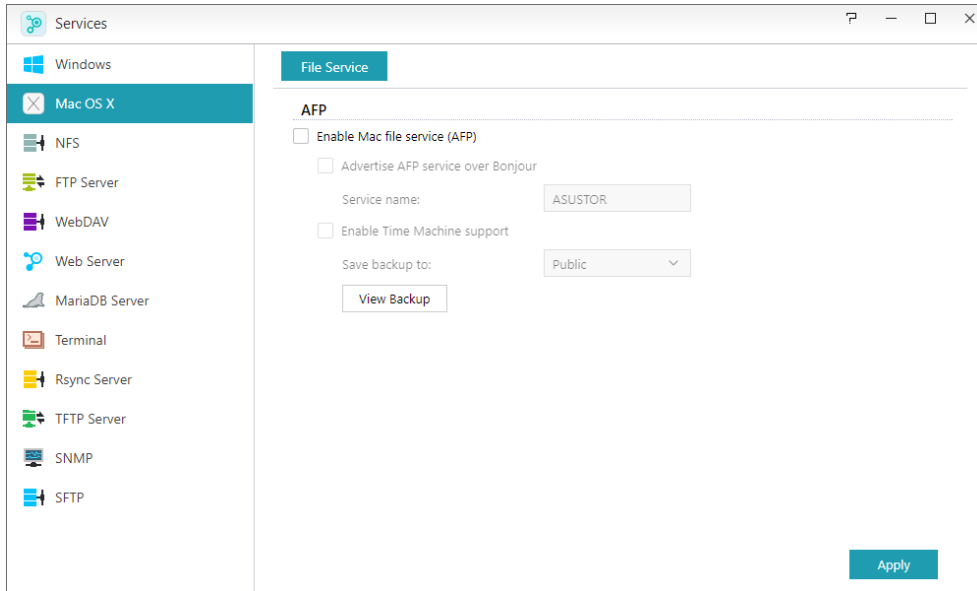 Services
Windows
Mac OS X
NFS
FTP Server
WebDAV
Web Server
MariaDB Server
Terminal
Rsync Server
TFTP Server
SNMP
SFTP
File Service
AFP
Enable Mac file service (AFP)
Advertise AFP service over Bonjour
Service name: ASUSTOR
Enable Time Machine support
Save backup to: Public
View Backup
Apply